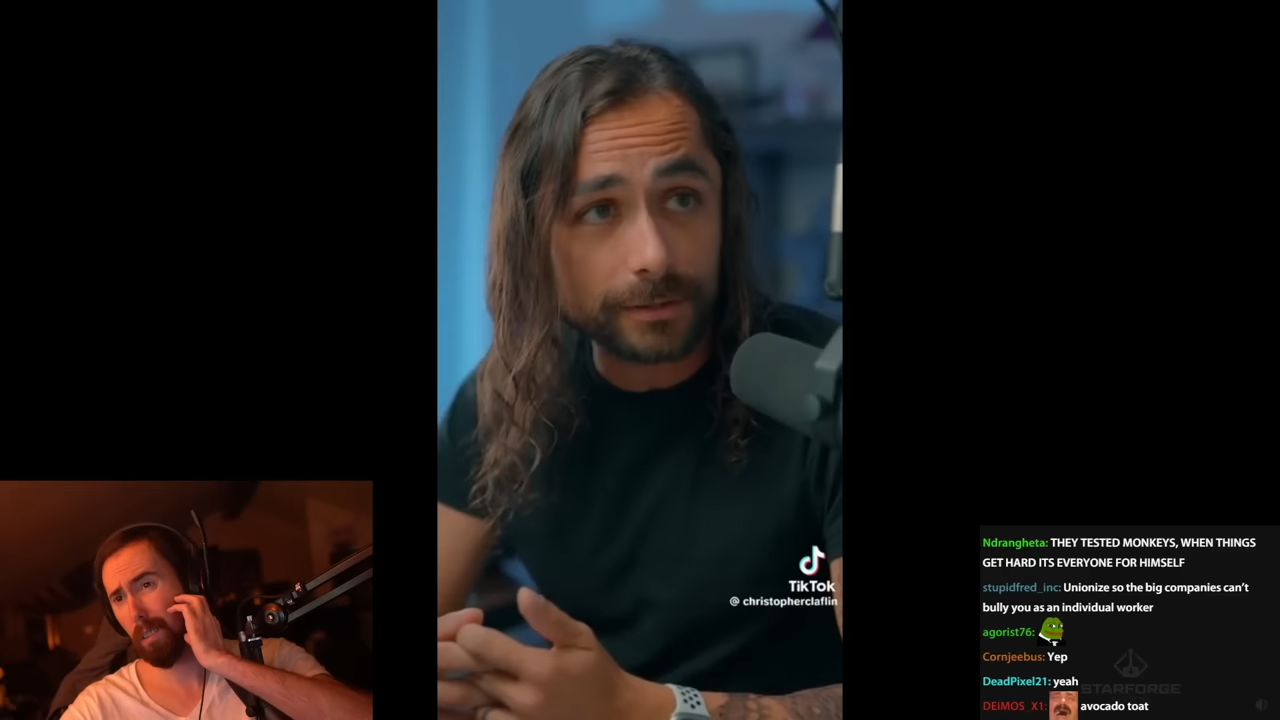 TikTok
@ christopherclaflin
Ndrangheta: THEY TESTED MONKEYS, WHEN THINGS
GET HARD ITS EVERYONE FOR HIMSELF
stupidfred_inc: Unionize so the big companies can't
bully you as an individual worker
agorist76:
Cornjeebus: Yep
DeadPixel21: yeah
STARFORGE
DEIMOS_X1: avocado toat